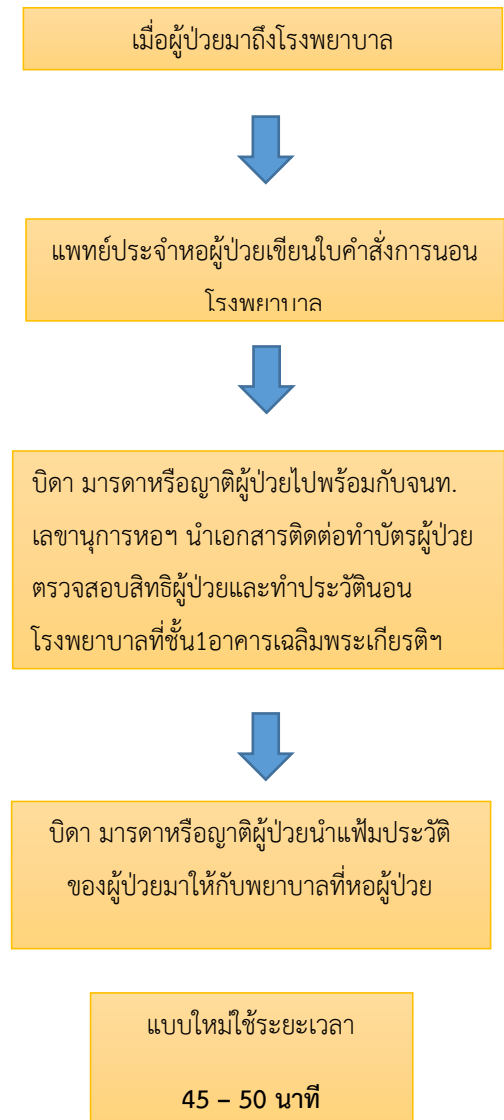 เมื่อผู้ป่วยมาถึงโรงพยาบาล
แพทย์ประจำหอผู้ป่วยเขียนใบคำสั่งการนอน
โรงพยาบาล
บิดา มารดาหรือญาติผู้ป่วยไปพร้อมกับจนท.
เลขานุการหอฯ นำเอกสารติดต่อทำบัตรผู้ป่วย
ตรวจสอบสิทธิผู้ป่วยและทำประวัตินอน
โรงพยาบาลที่ชั้น1อาคารเฉลิมพระเกียรติฯ
บิดา มารดาหรือญาติผู้ป่วยนำแฟ้มประวัติ
ของผู้ป่วยมาให้กับพยาบาลที่หอผู้ป่วย
แบบใหม่ใช้ระยะเวลา
45 – 50 นาที